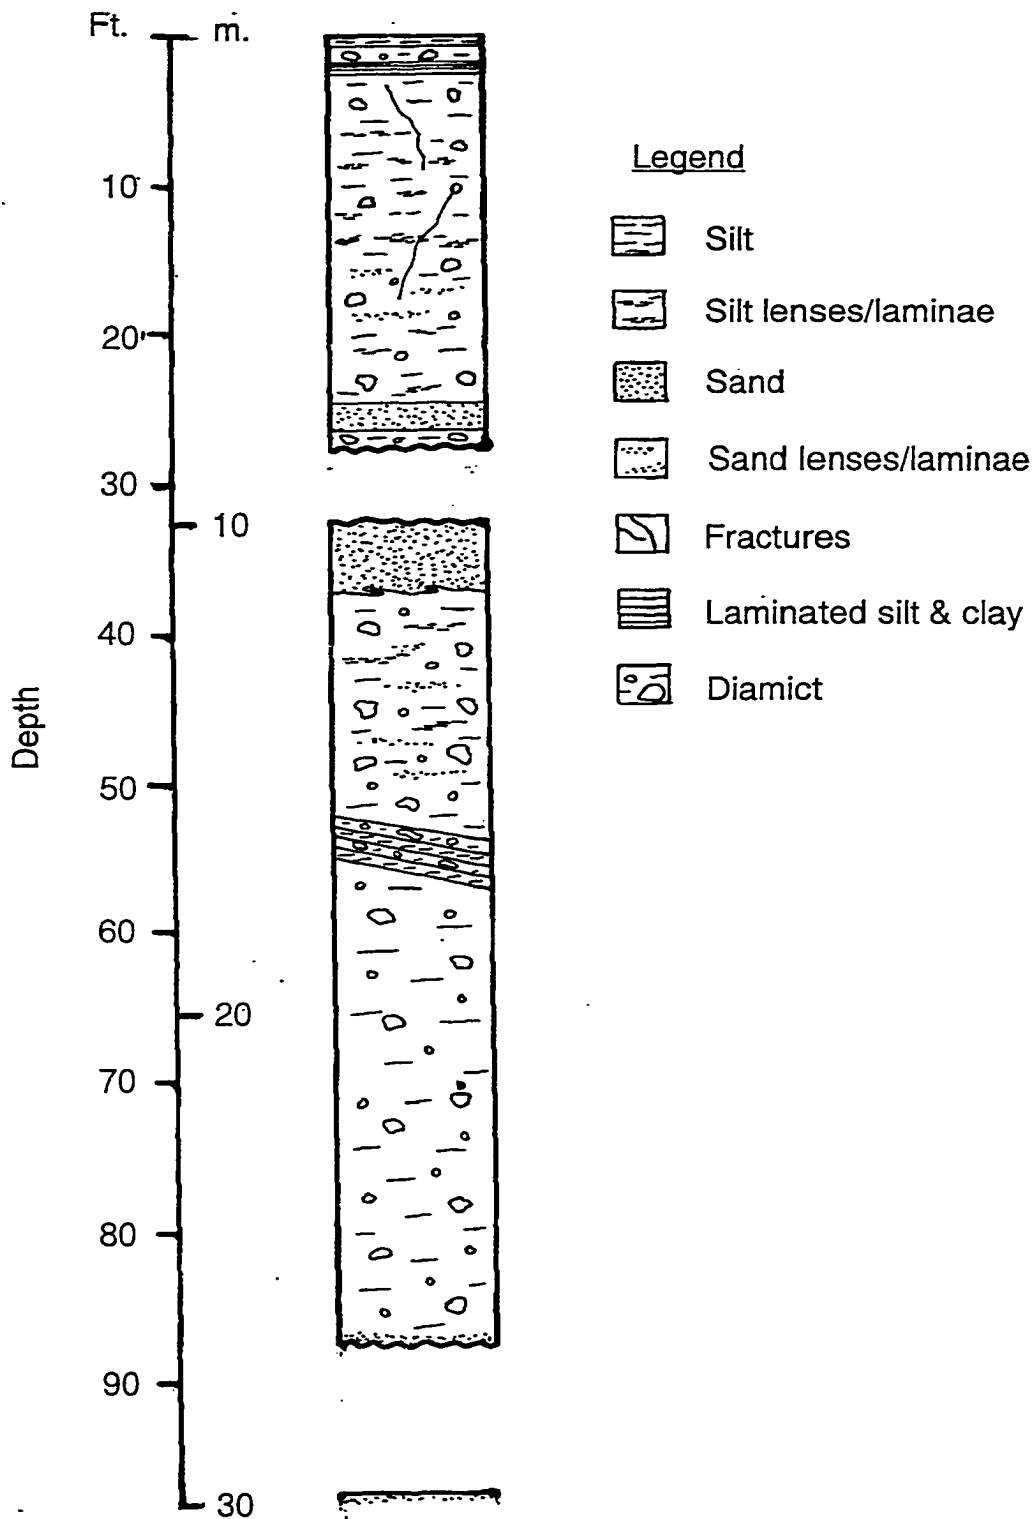 Ft.
m.
10
20
30
10
40
50
60
20
70
80
90
30
Depth
Legend
Silt
Silt lenses/laminae
Sand
Sand lenses/laminae
Fractures
Laminated silt & clay
Diamict